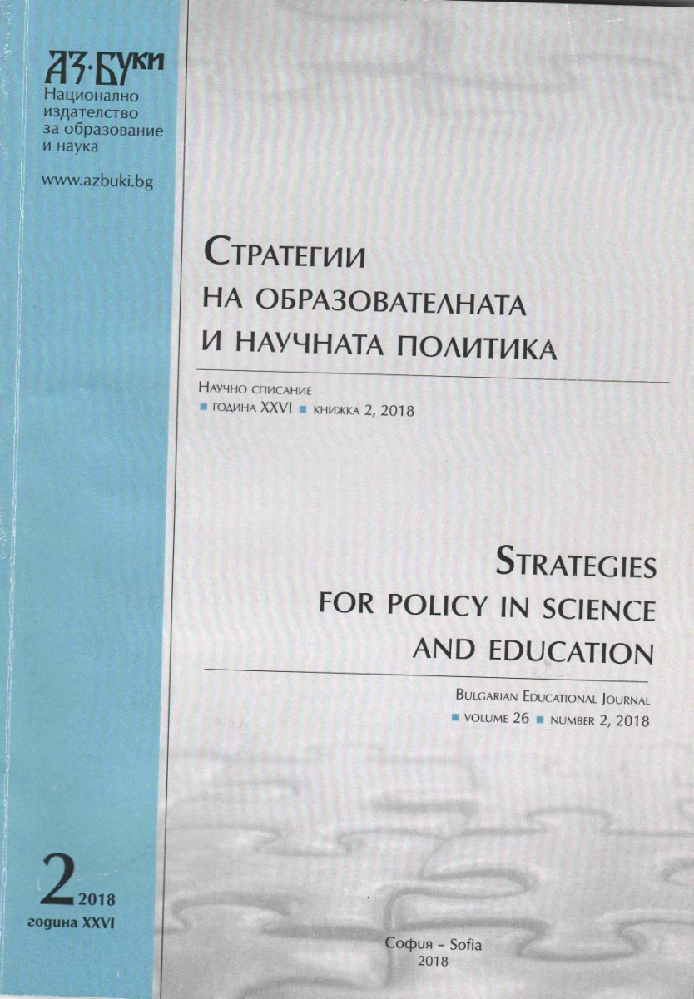 АЗ·БУКИ
Национално
издателство
за образование
и наука
www.azbuki.bg
Стратегии
на образователната
и научната политика
Научно списание
година XXVI ■ книжка 2, 2018
Strategies
for policy in science
and education
Bulgarian Educational Journal
volume 26 ■ number 2, 2018
2 2018
година XXVI
София – Sofia
2018